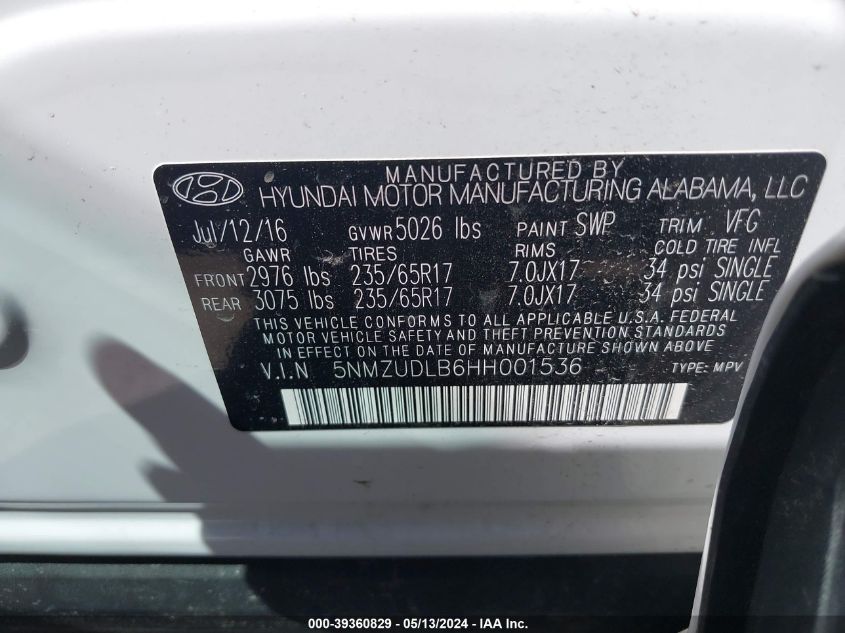 MANUFACTURED BY
HYUNDAI MOTOR MANUFACTURING ALABAMA, LLC
Jul/12/16 GVWR 5026 lbs PAINT SWP TRIM VFG
GAWR TIRES RIMS COLD TIRE INFL
FRONT 2976 lbs 235/65R17 7.0JX17 34 psi SINGLE
REAR 3075 lbs 235/65R17 7.0JX17 34 psi SINGLE
THIS VEHICLE CONFORMS TO ALL APPLICABLE U.S.A. FEDERAL
MOTOR VEHICLE SAFETY AND THEFT PREVENTION STANDARDS
IN EFFECT ON THE DATE OF MANUFACTURE SHOWN ABOVE
V.I.N 5NMZUDLB6HH001536 TYPE: MPV
000-39360829 - 05/13/2024 - IAA Inc.